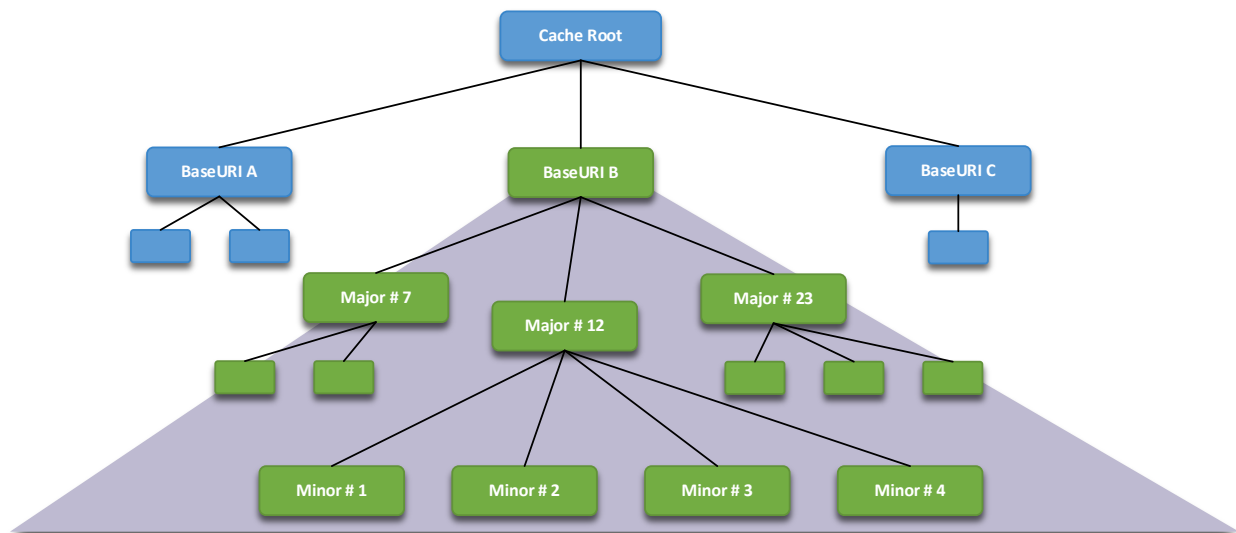 Cache Root
BaseURI A
BaseURI B
BaseURI C
Major # 7
Major # 12
Major # 23
Minor # 1
Minor # 2
Minor # 3
Minor # 4